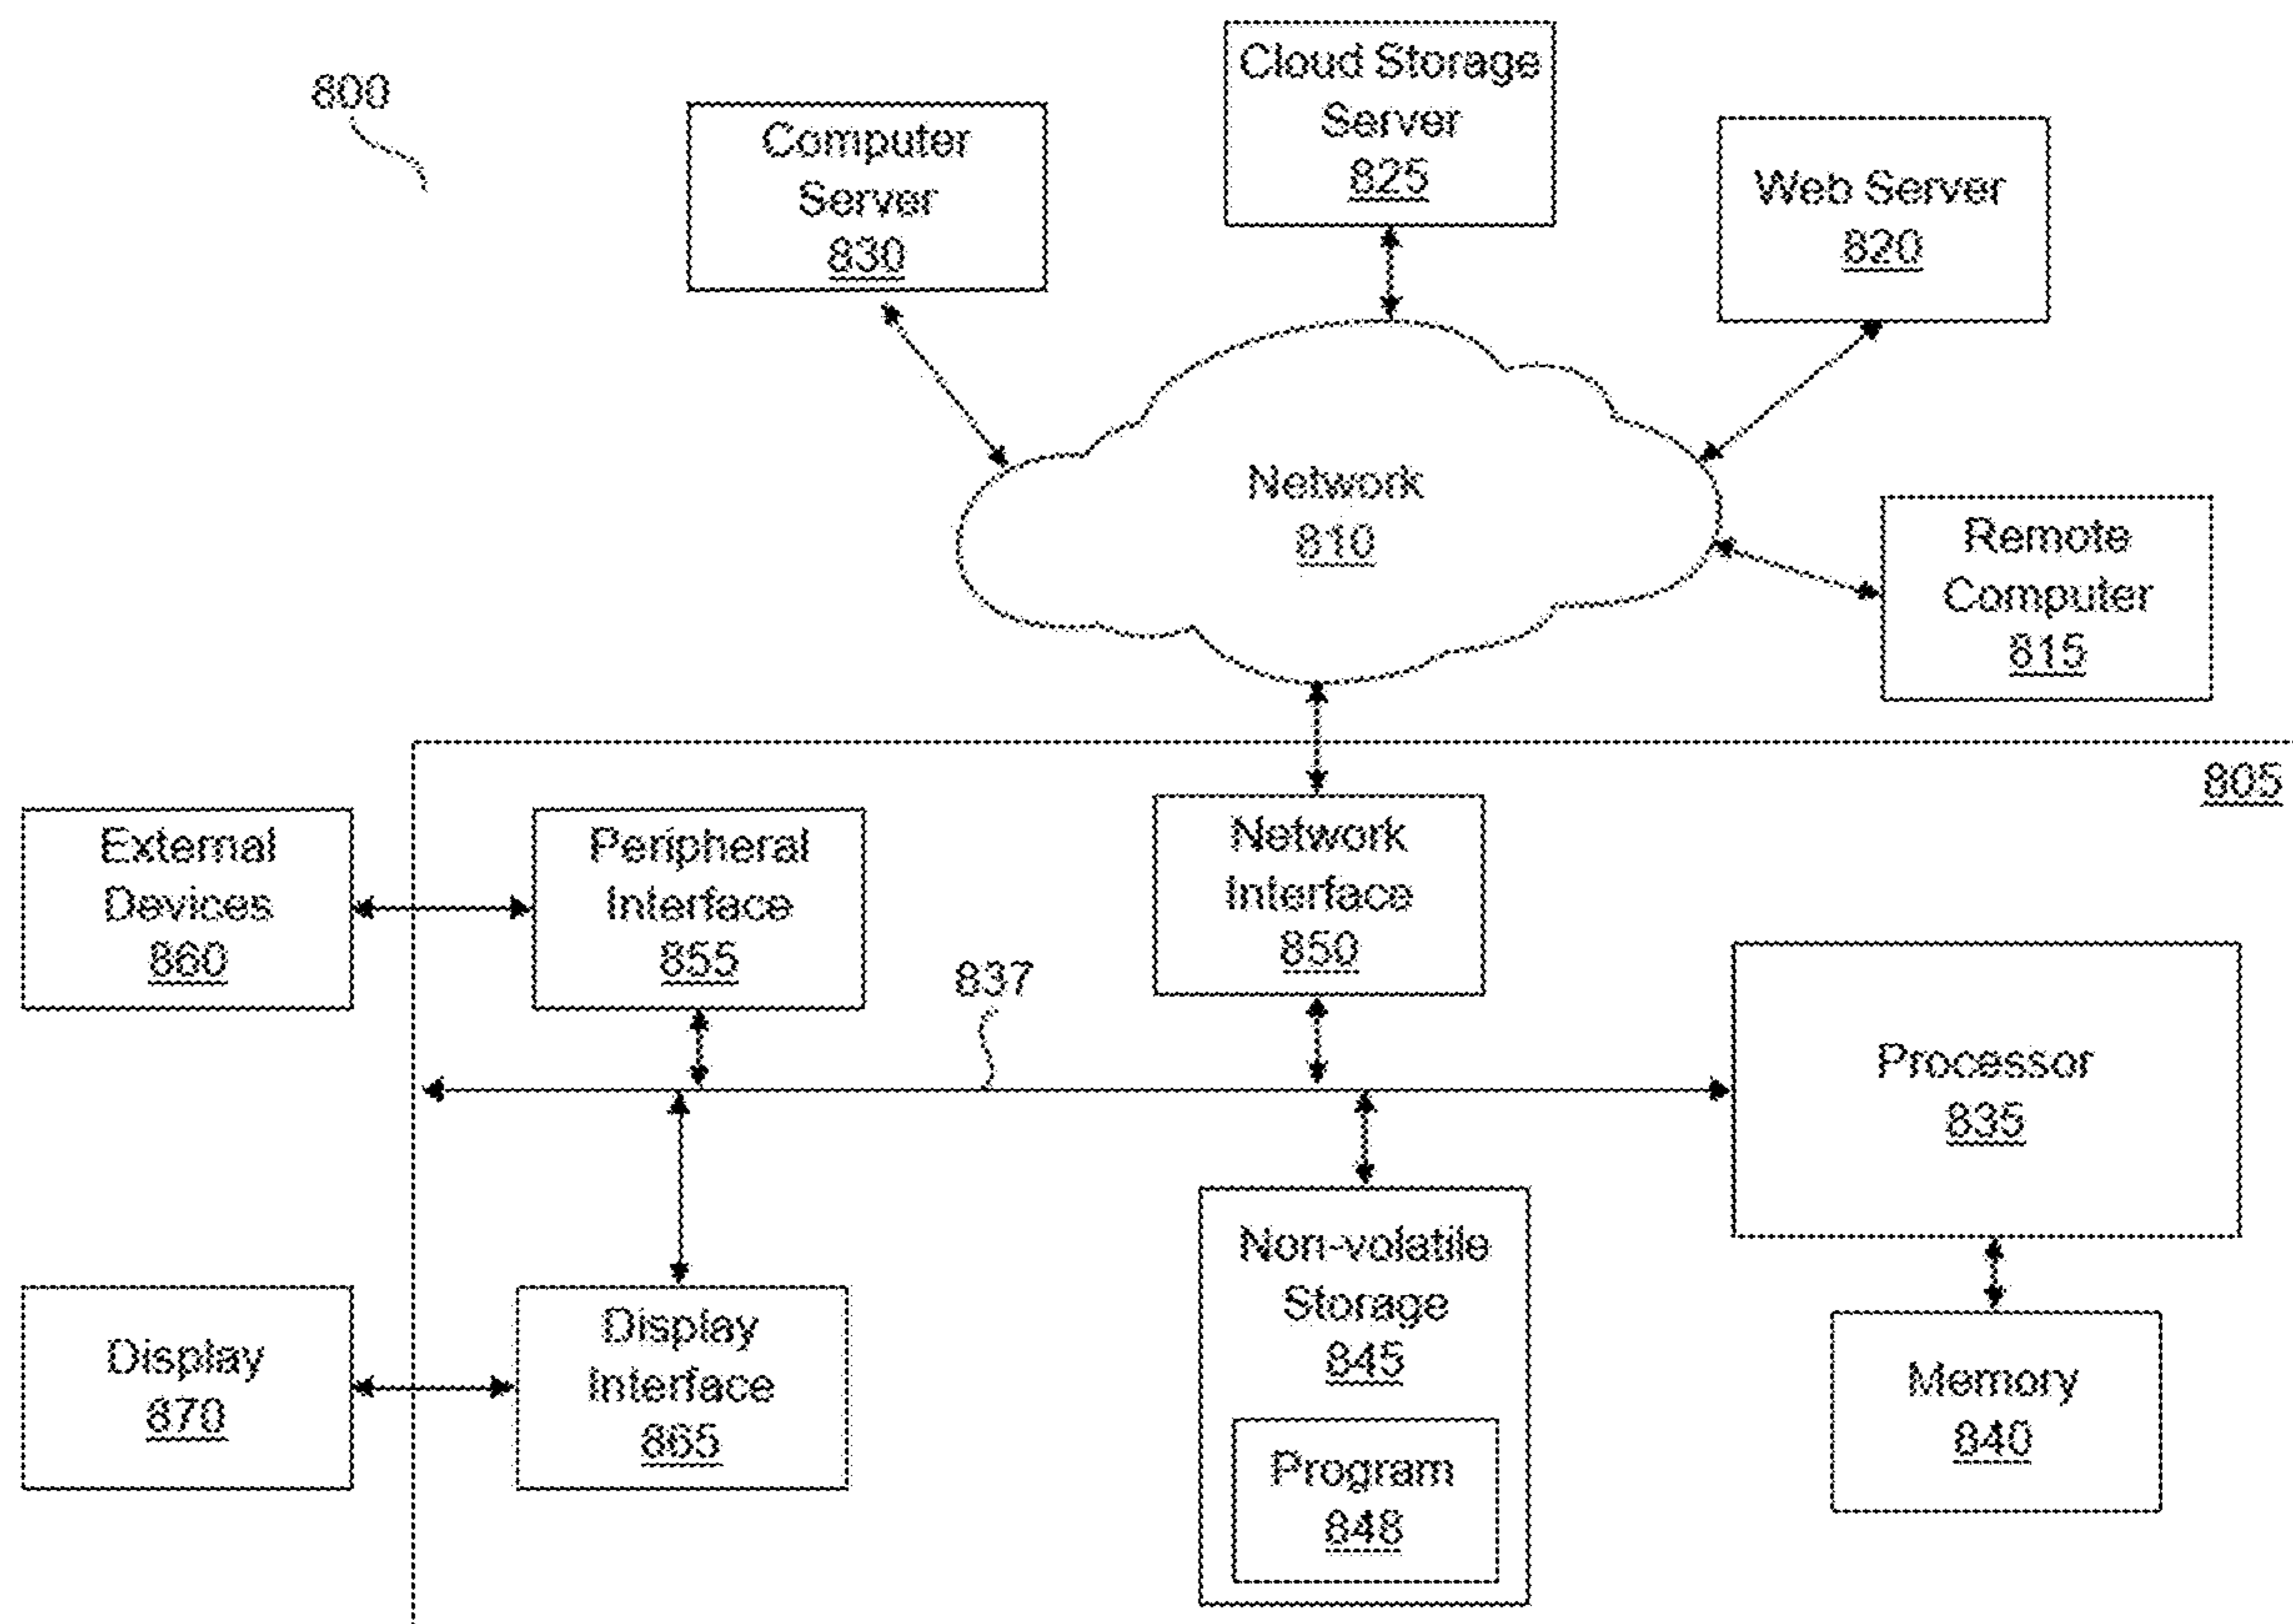 800
Computer
Server
830
Cloud Storage
Server
825
Web Server
820
Network
810
Remote
Computer
815
805
External
Devices
860
Peripheral
Interface
855
837
Network
Interface
850
Processor
835
Display
870
Display
Interface
865
Non-volatile
Storage
845
Program
848
Memory
840